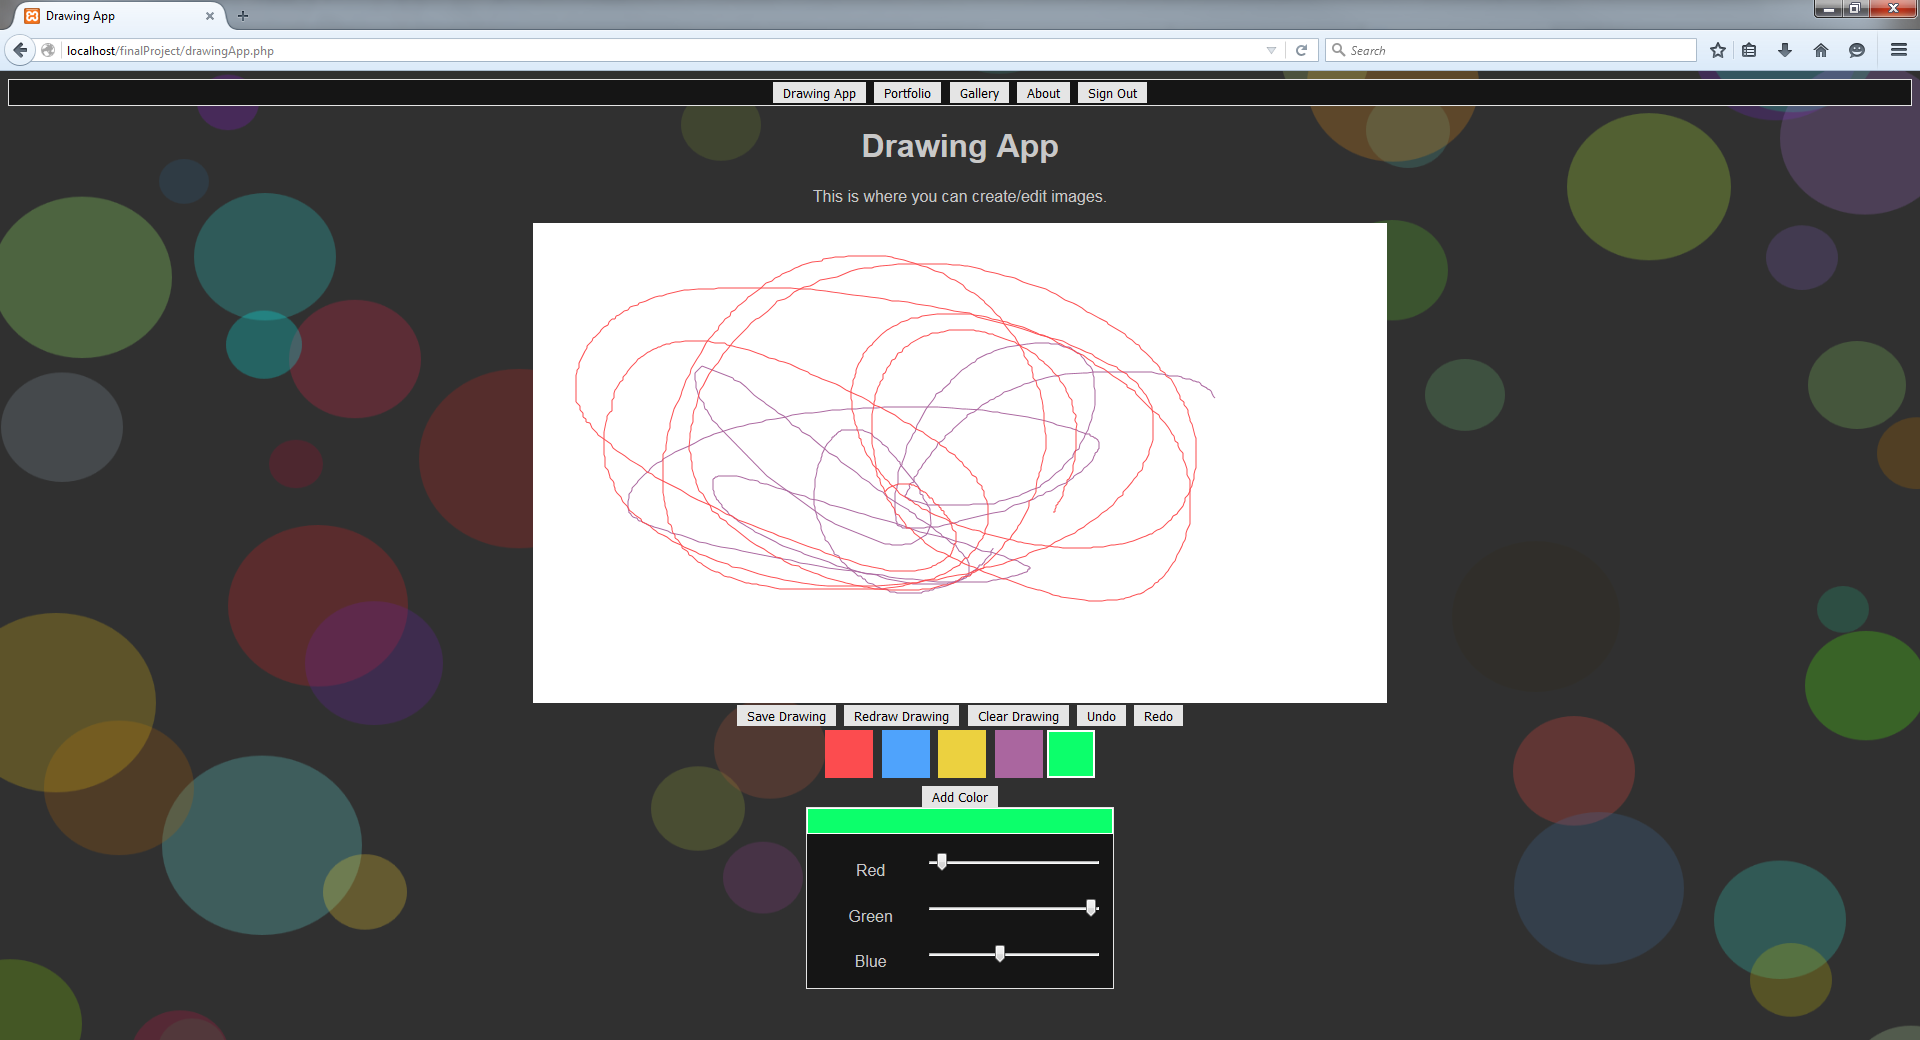 Drawing App
localhost/finalProject/drawingApp.php
Search
Drawing App Portfolio Gallery About Sign Out
Drawing App
This is where you can create/edit images.
Save Drawing Redraw Drawing Clear Drawing Undo Redo
Add Color
Red
Green
Blue